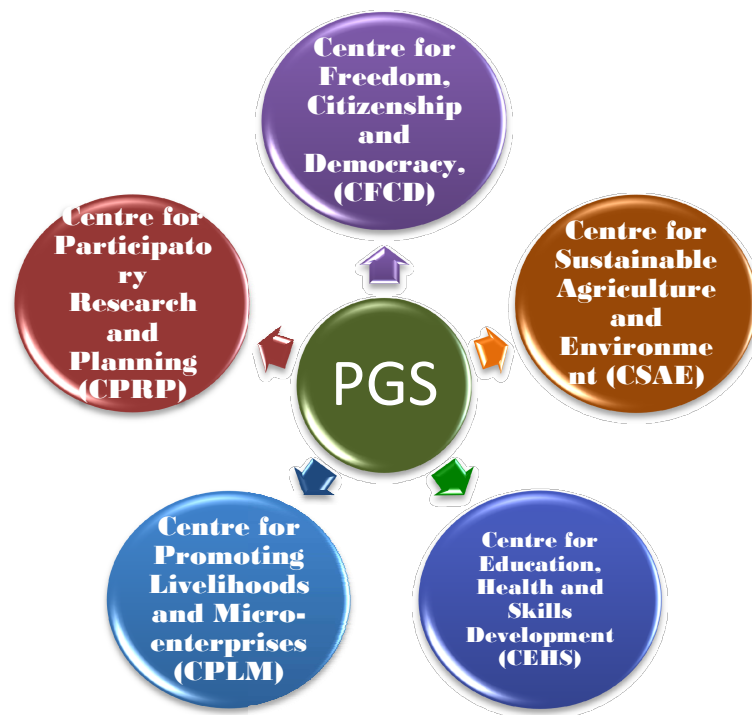 Centre for
Freedom,
Citizenship
and
Democracy,
(CFCD)
Centre for
Participato
ry
Research
and
Planning
(CPRP)
Centre for
Sustainable
Agriculture
and
Environme
nt (CSAE)
PGS
Centre for
Promoting
Livelihoods
and Micro-
enterprises
(CPLM)
Centre for
Education,
Health and
Skills
Development
(CEHS)